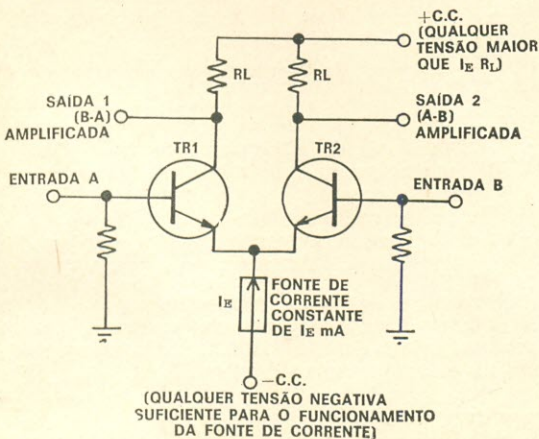 +C.C.
(QUALQUER
TENSÃO MAIOR
QUE IE RL)
RL
RL
SAÍDA 1
(B-A)
AMPLIFICADA
SAÍDA 2
(A-B)
AMPLIFICADA
TR1
TR2
ENTRADA A
ENTRADA B
IE
FONTE DE
CORRENTE
CONSTANTE
DE IE mA
-C.C.
(QUALQUER TENSÃO NEGATIVA
SUFICIENTE PARA O FUNCIONAMENTO
DA FONTE DE CORRENTE)